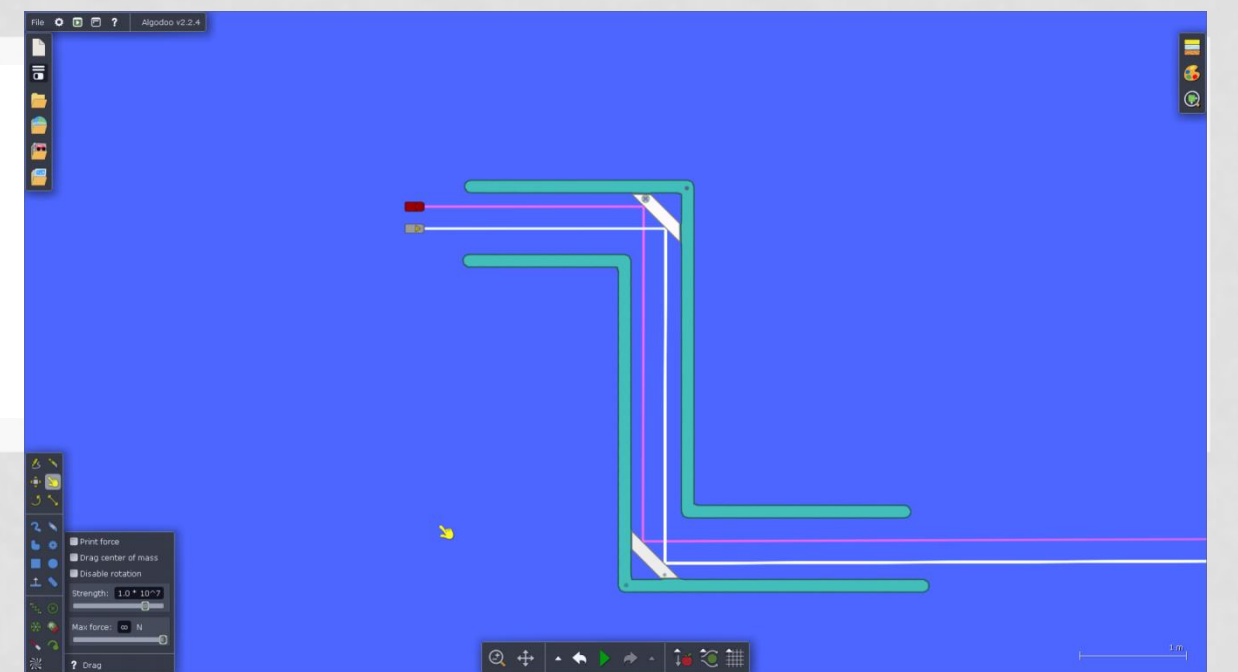 File ? Algodoo v2.2.4
Print force
Drag center of mass
Disable rotation
Strength: 1.0 * 10^7
Max force: ∞ N
? Drag
1 m